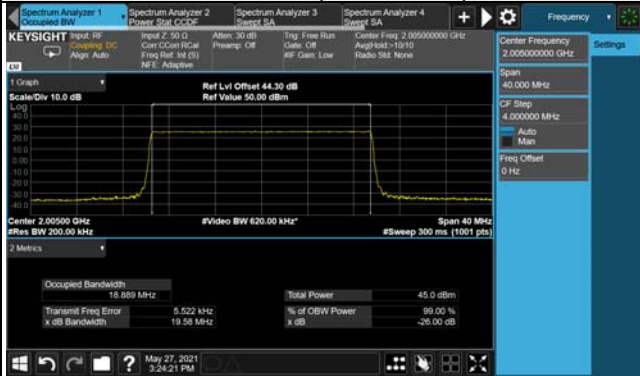 Spectrum Analyzer 1
Occupied BW
Spectrum Analyzer 2
Power Stat CCDF
Spectrum Analyzer 3
Swept SA
Spectrum Analyzer 4
Swept SA
Frequency
KEYSIGHT
Input: RF
Coupling: DC
Align: Auto
Input Z: 50 Ω
Corr CCorr RCal
Freq Ref: Int (S)
NFE: Adaptive
Atten: 30 dB
Preamp: Off
Trig: Free Run
Gate: Off
#IF Gain: Low
Center Freq: 2.005000000 GHz
Avg|Hold:>10/10
Radio Std: None
LXI
Center Frequency
2.005000000 GHz
Settings
Span
40.000 MHz
CF Step
4.000000 MHz
Auto
Man
Freq Offset
0 Hz
1 Graph
Scale/Div 10.0 dB
Ref Lvl Offset 44.30 dB
Ref Value 50.00 dBm
Log
40.0
30.0
20.0
10.0
0.00
-10.0
-20.0
-30.0
-40.0
Center 2.00500 GHz
#Video BW 620.00 kHz*
Span 40 MHz
#Res BW 200.00 kHz
#Sweep 300 ms (1001 pts)
2 Metrics
Occupied Bandwidth
18.889 MHz
Total Power
45.0 dBm
Transmit Freq Error
5.522 kHz
% of OBW Power
99.00 %
x dB Bandwidth
19.58 MHz
x dB
-26.00 dB
?
May 27, 2021
3:24:21 PM